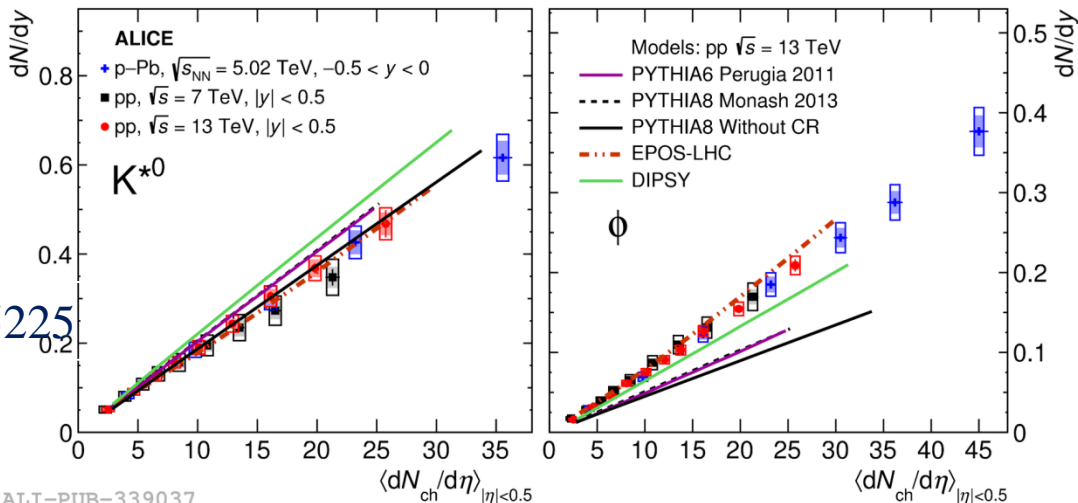 dN/dy
0.8
0.6
0.4
0.2
0
ALICE
p–Pb, √sNN = 5.02 TeV, −0.5 < y < 0
pp, √s = 7 TeV, |y| < 0.5
pp, √s = 13 TeV, |y| < 0.5
K*0
225
0 5 10 15 20 25 30 35
⟨dNch/dη⟩|η|<0.5
ALI-PUB-339037
Models: pp √s = 13 TeV
PYTHIA6 Perugia 2011
PYTHIA8 Monash 2013
PYTHIA8 Without CR
EPOS-LHC
DIPSY
ϕ
0 5 10 15 20 25 30 35 40 45
⟨dNch/dη⟩|η|<0.5
dN/dy
0.5
0.4
0.3
0.2
0.1
0